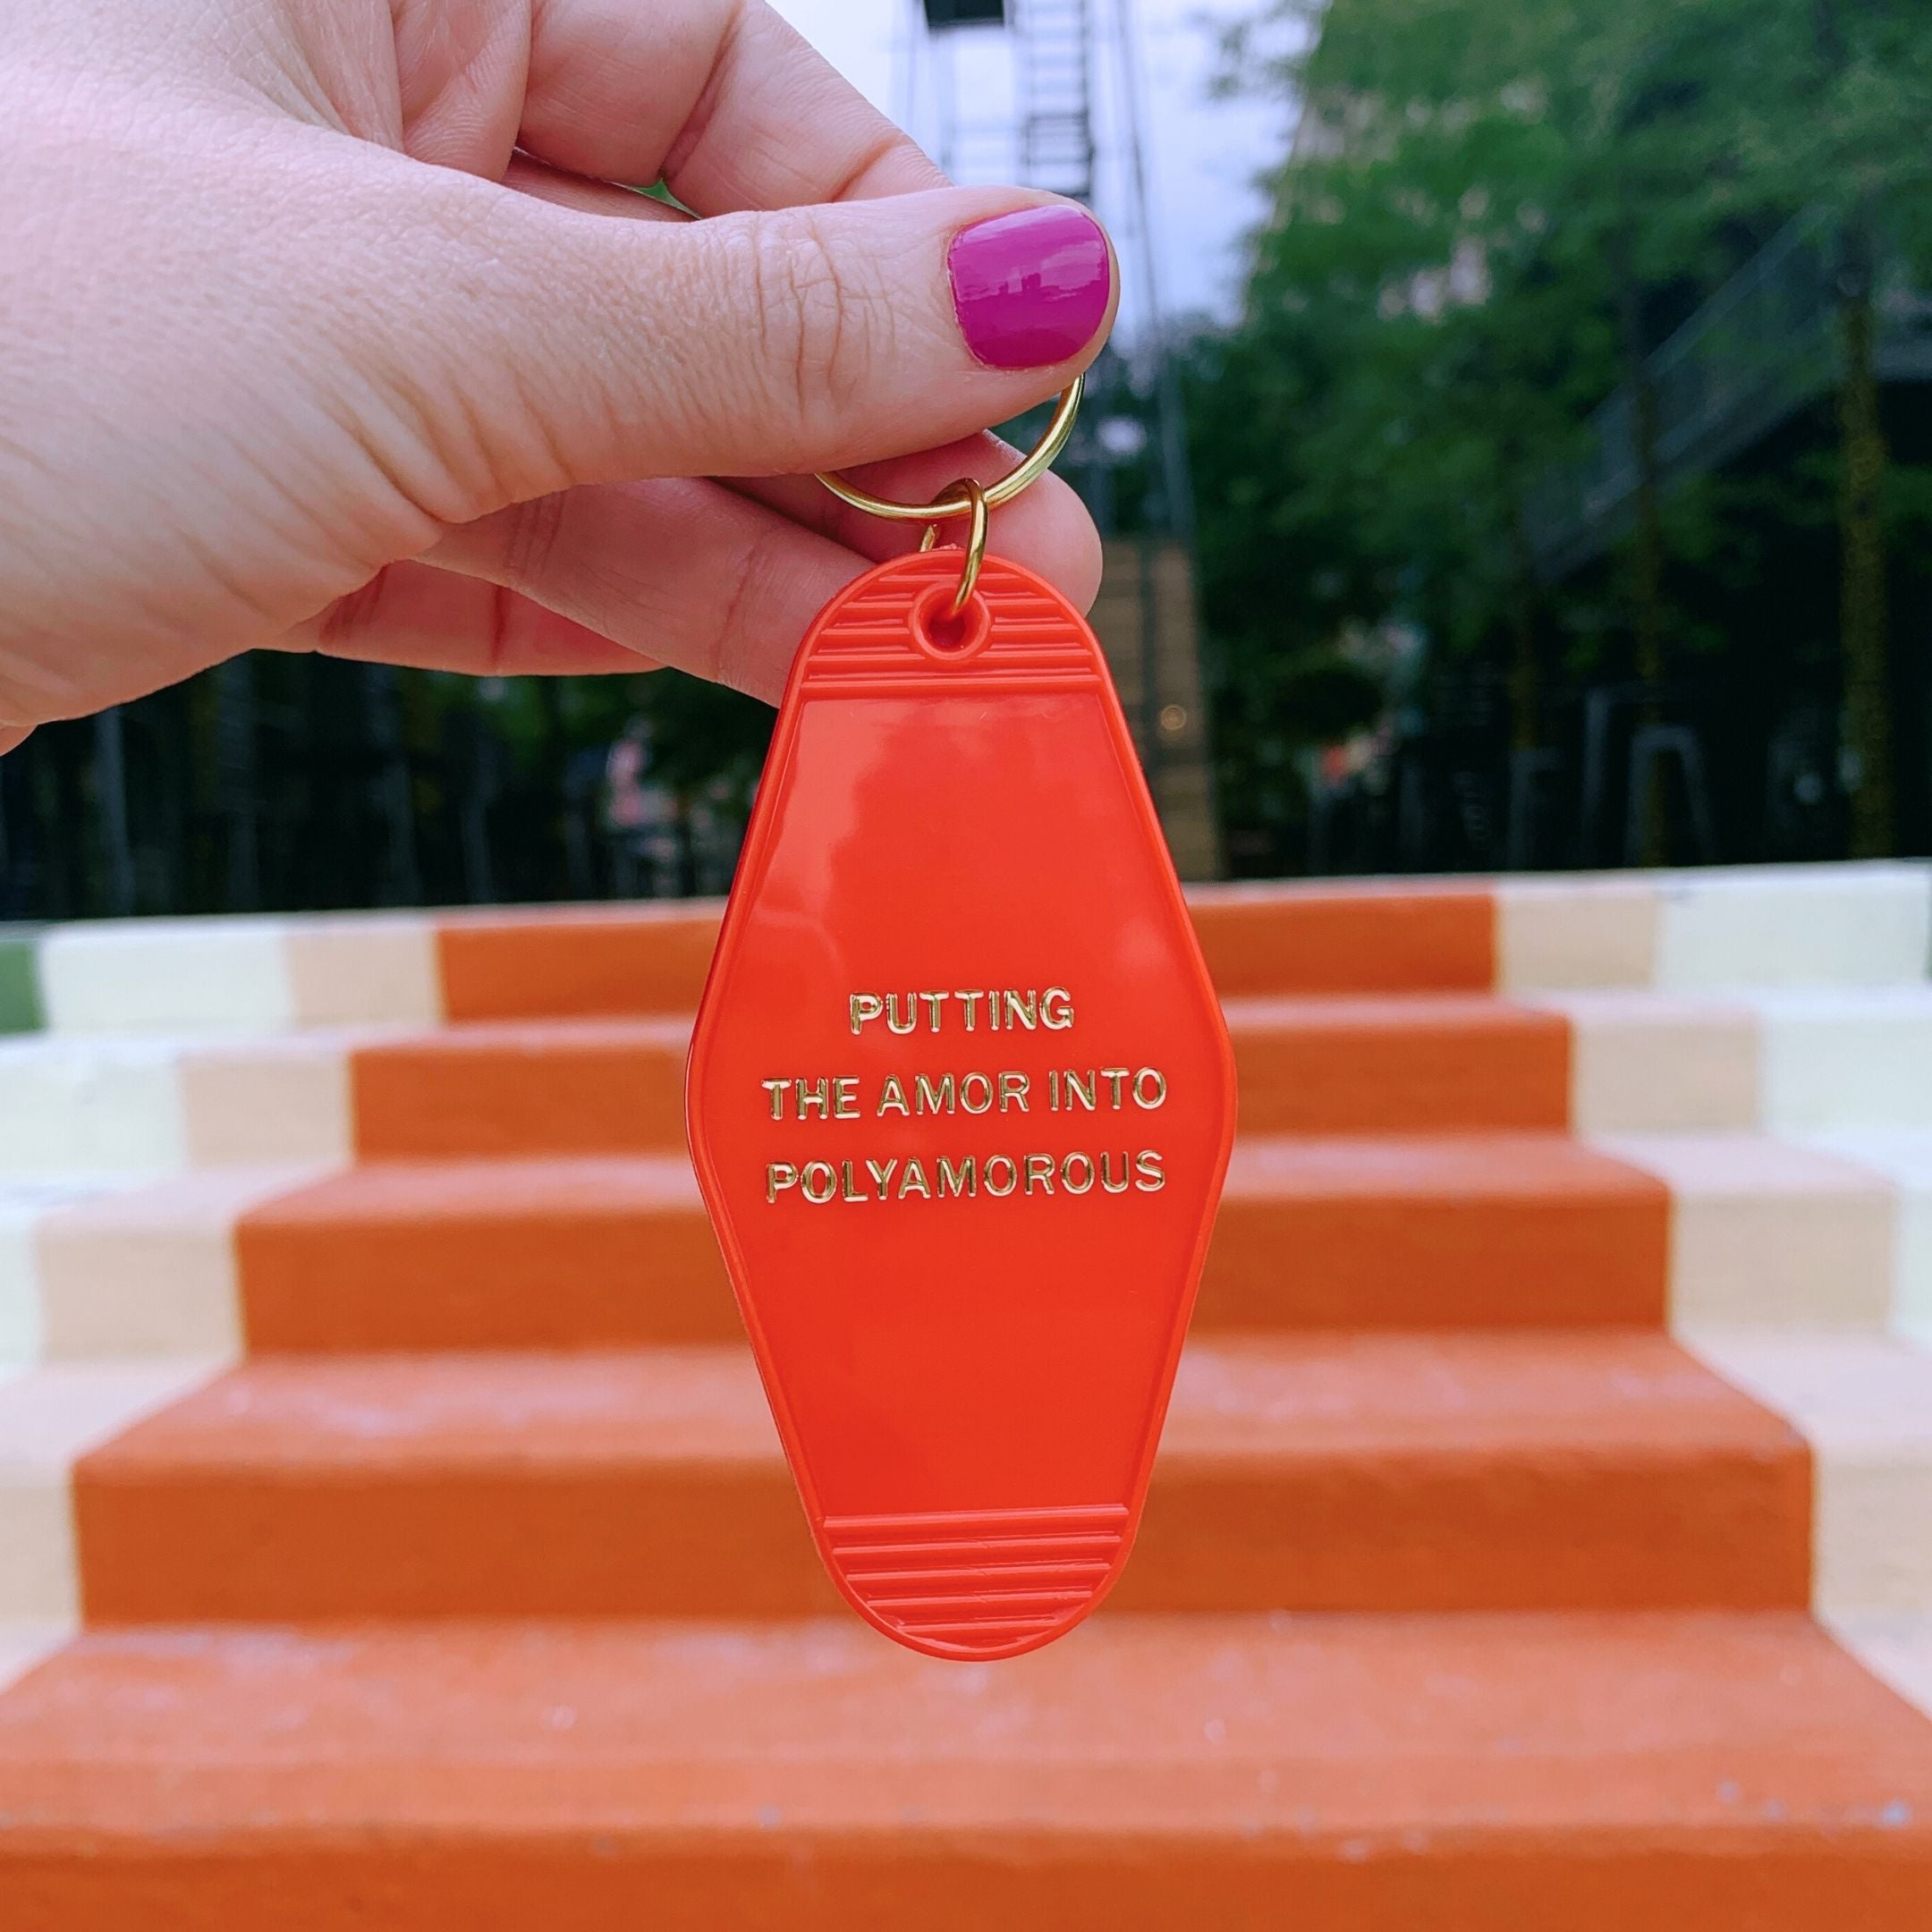 PUTTING
THE AMOR INTO
POLYAMOROUS